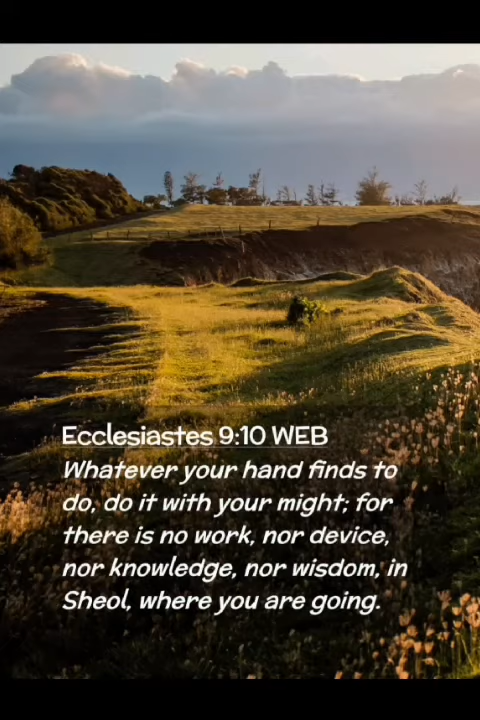 Ecclesiastes 9:10 WEB
Whatever your hand finds to
do, do it with your might; for
there is no work, nor device,
nor knowledge, nor wisdom, in
Sheol, where you are going.